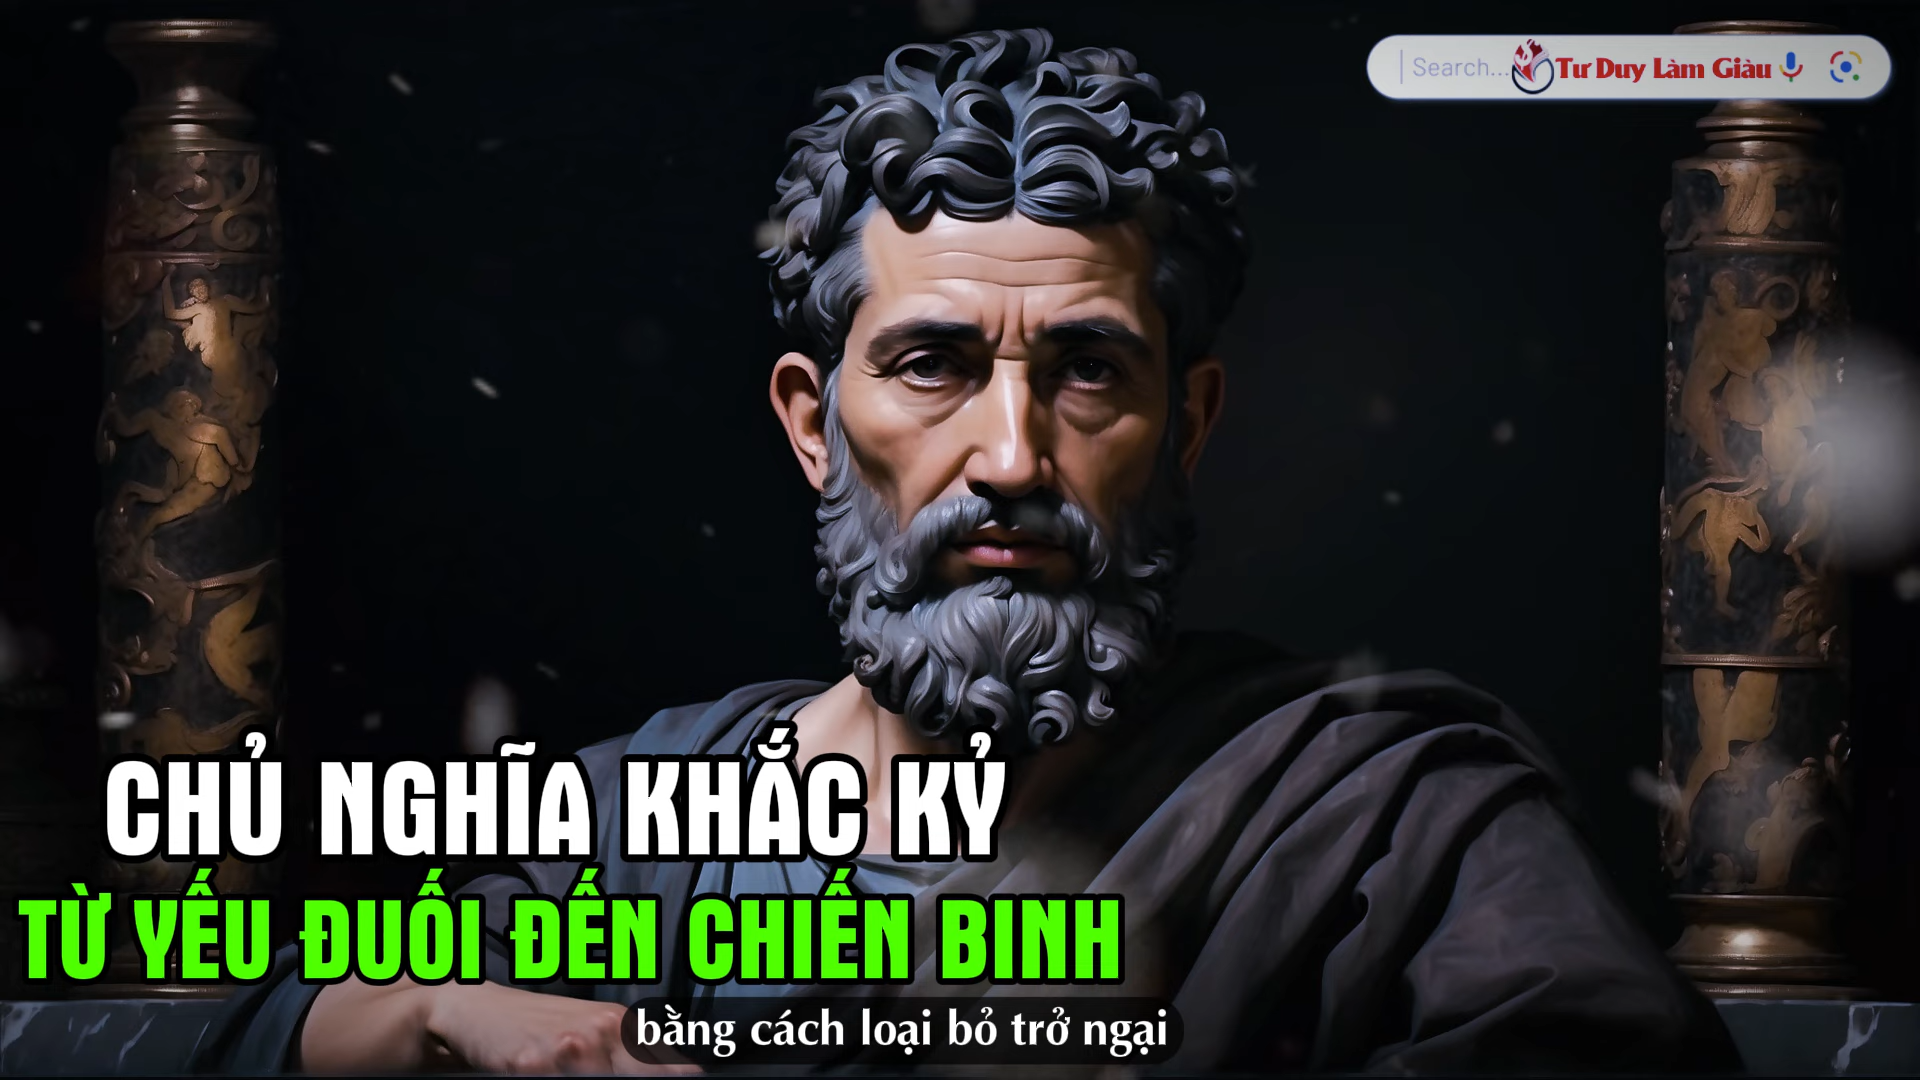 Search... Tư Duy Làm Giàu
CHỦ NGHĨA KHẮC KỶ
TỪ YẾU ĐUỐI ĐẾN CHIẾN BINH
bằng cách loại bỏ trở ngại